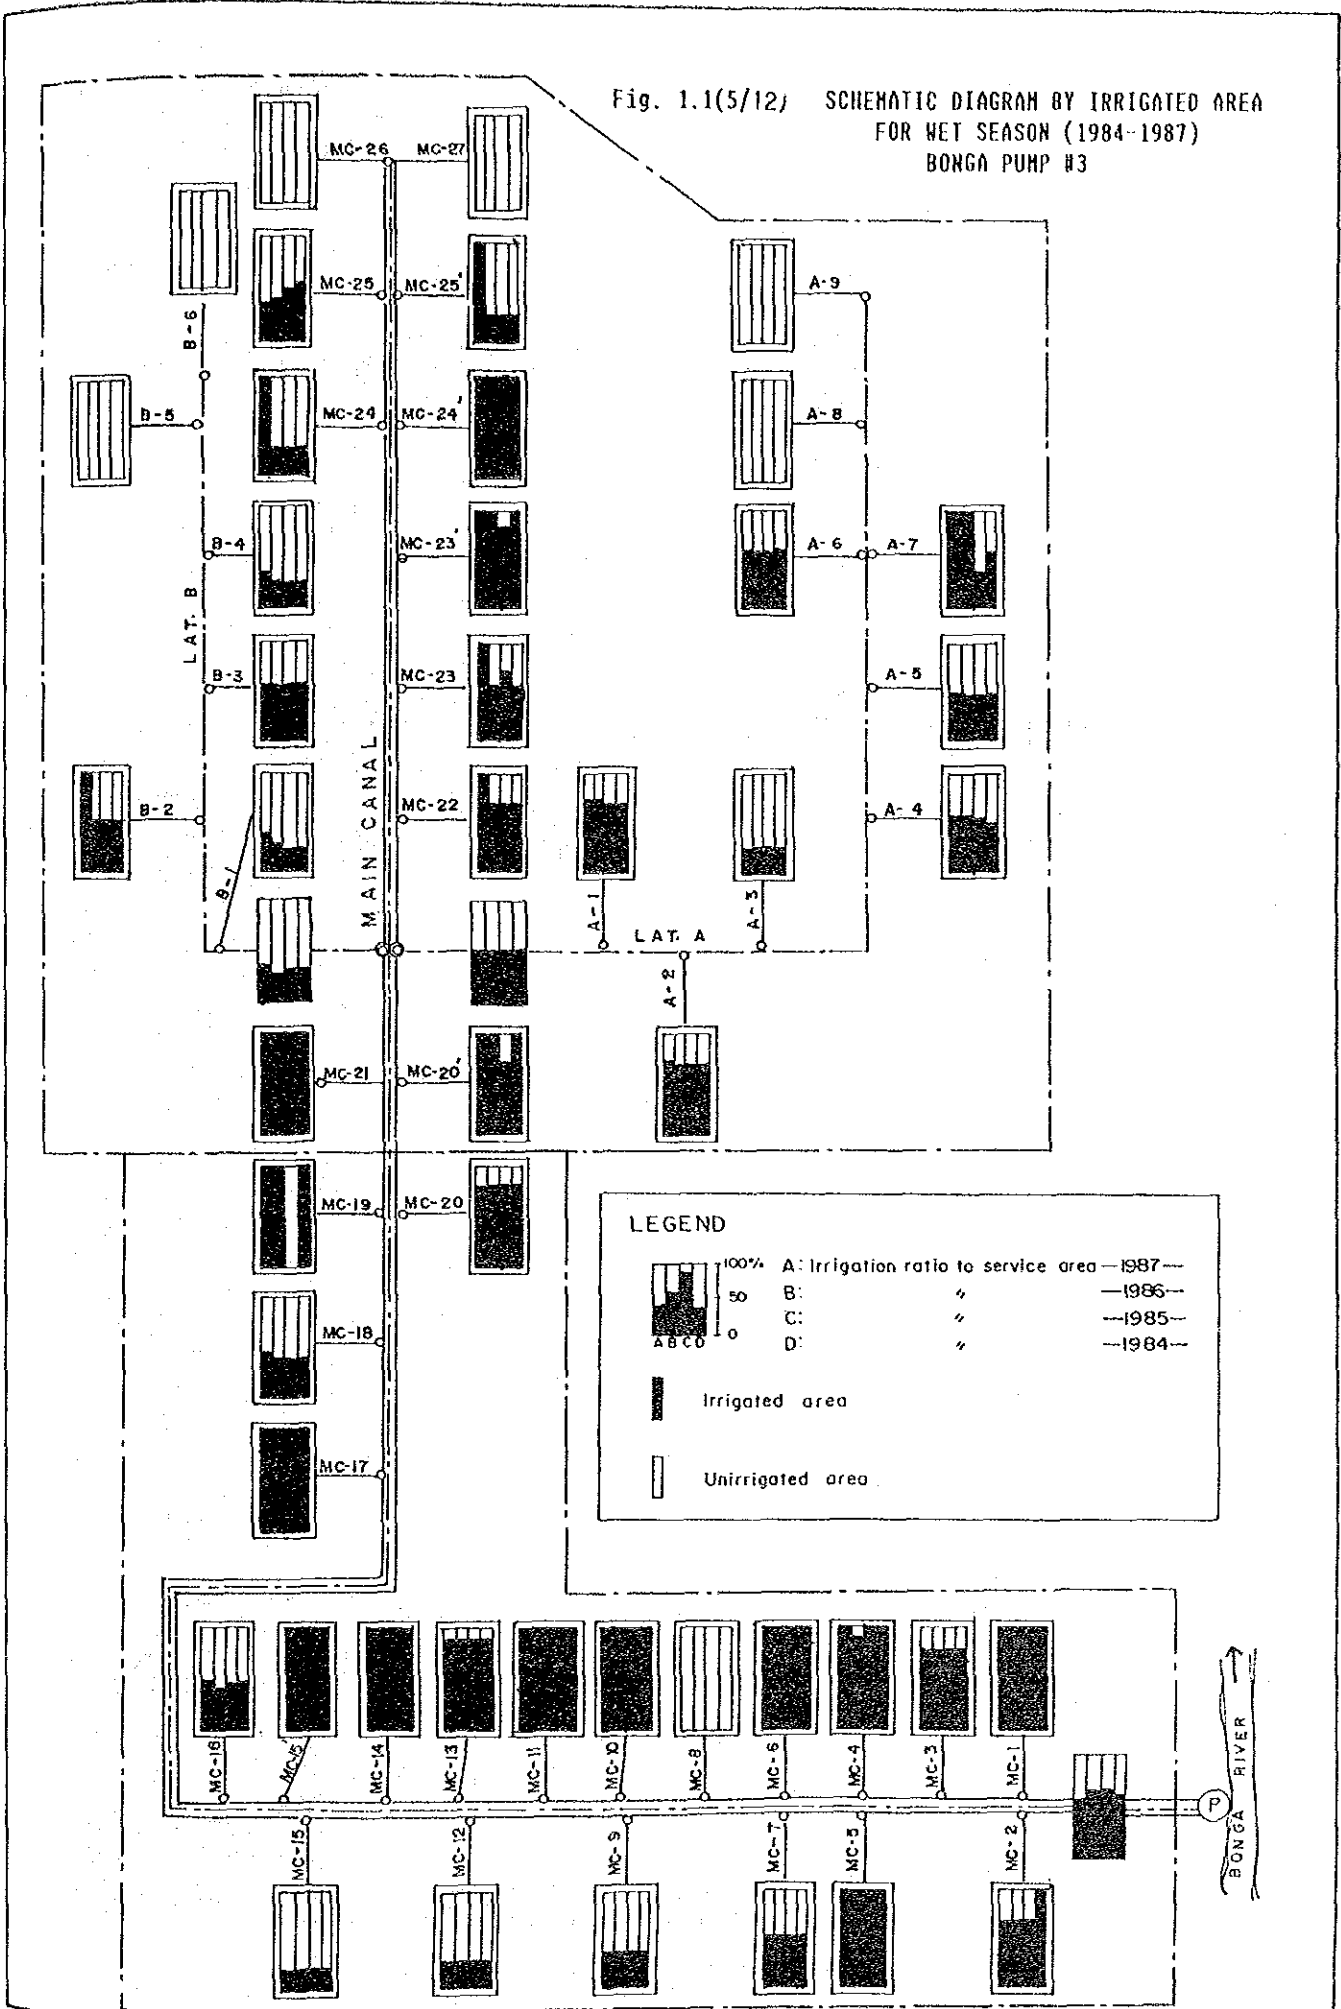 Fig. 1.1(5/12) SCHEMATIC DIAGRAM BY IRRIGATED AREA
FOR WET SEASON (1984-1987)
BONGA PUMP #3
MC-26 MC-27
MC-25 MC-25'
A-9
B-6
B-5
MC-24 MC-24'
A-8
B-4
MC-23'
A-6 A-7
LAT. B
B-3
MC-23
A-5
B-2
MC-22
A-4
MAIN CANAL
B-1
A-1
A-3
LAT. A
A-2
MC-21 MC-20'
MC-19 MC-20
MC-18
MC-17
LEGEND
100%
50
0
A B C D
A: Irrigation ratio to service area —1987—
B: 〃 —1986—
C: 〃 —1985—
D: 〃 —1984—
Irrigated area
Unirrigated area
MC-16 MC-15' MC-14 MC-13 MC-11 MC-10 MC-8 MC-6 MC-4 MC-3 MC-1
MC-15 MC-12 MC-9 MC-7 MC-5 MC-2
P
BONGA RIVER